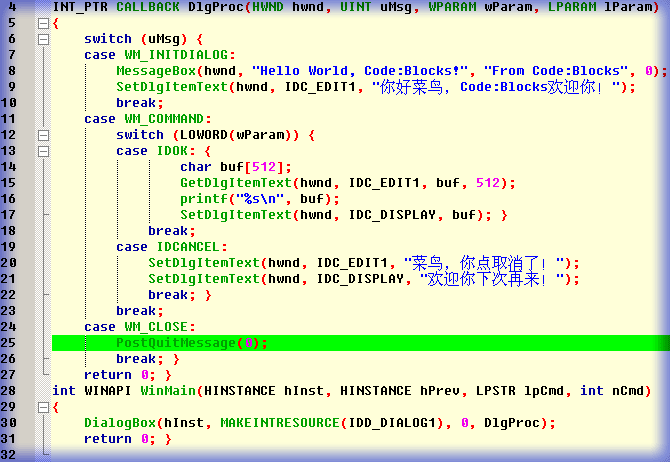 4 INT_PTR CALLBACK DlgProc(HWND hwnd, UINT uMsg, WPARAM wParam, LPARAM lParam)
5 {
6     switch (uMsg) {
7     case WM_INITDIALOG:
8         MessageBox(hwnd, "Hello World, Code:Blocks!", "From Code:Blocks", 0);
9         SetDlgItemText(hwnd, IDC_EDIT1, "你好菜鸟, Code:Blocks欢迎你! ");
10         break;
11     case WM_COMMAND:
12         switch (LOWORD(wParam)) {
13         case IDOK: {
14                 char buf[512];
15                 GetDlgItemText(hwnd, IDC_EDIT1, buf, 512);
16                 printf("%s\n", buf);
17                 SetDlgItemText(hwnd, IDC_DISPLAY, buf); }
18             break;
19         case IDCANCEL:
20             SetDlgItemText(hwnd, IDC_EDIT1, "菜鸟, 你点取消了! ");
21             SetDlgItemText(hwnd, IDC_DISPLAY, "欢迎你下次再来! ");
22             break; }
23         break;
24     case WM_CLOSE:
25         PostQuitMessage(0);
26         break; }
27     return 0; }
28 int WINAPI WinMain(HINSTANCE hInst, HINSTANCE hPrev, LPSTR lpCmd, int nCmd)
29 {
30     DialogBox(hInst, MAKEINTRESOURCE(IDD_DIALOG1), 0, DlgProc);
31     return 0; }
32